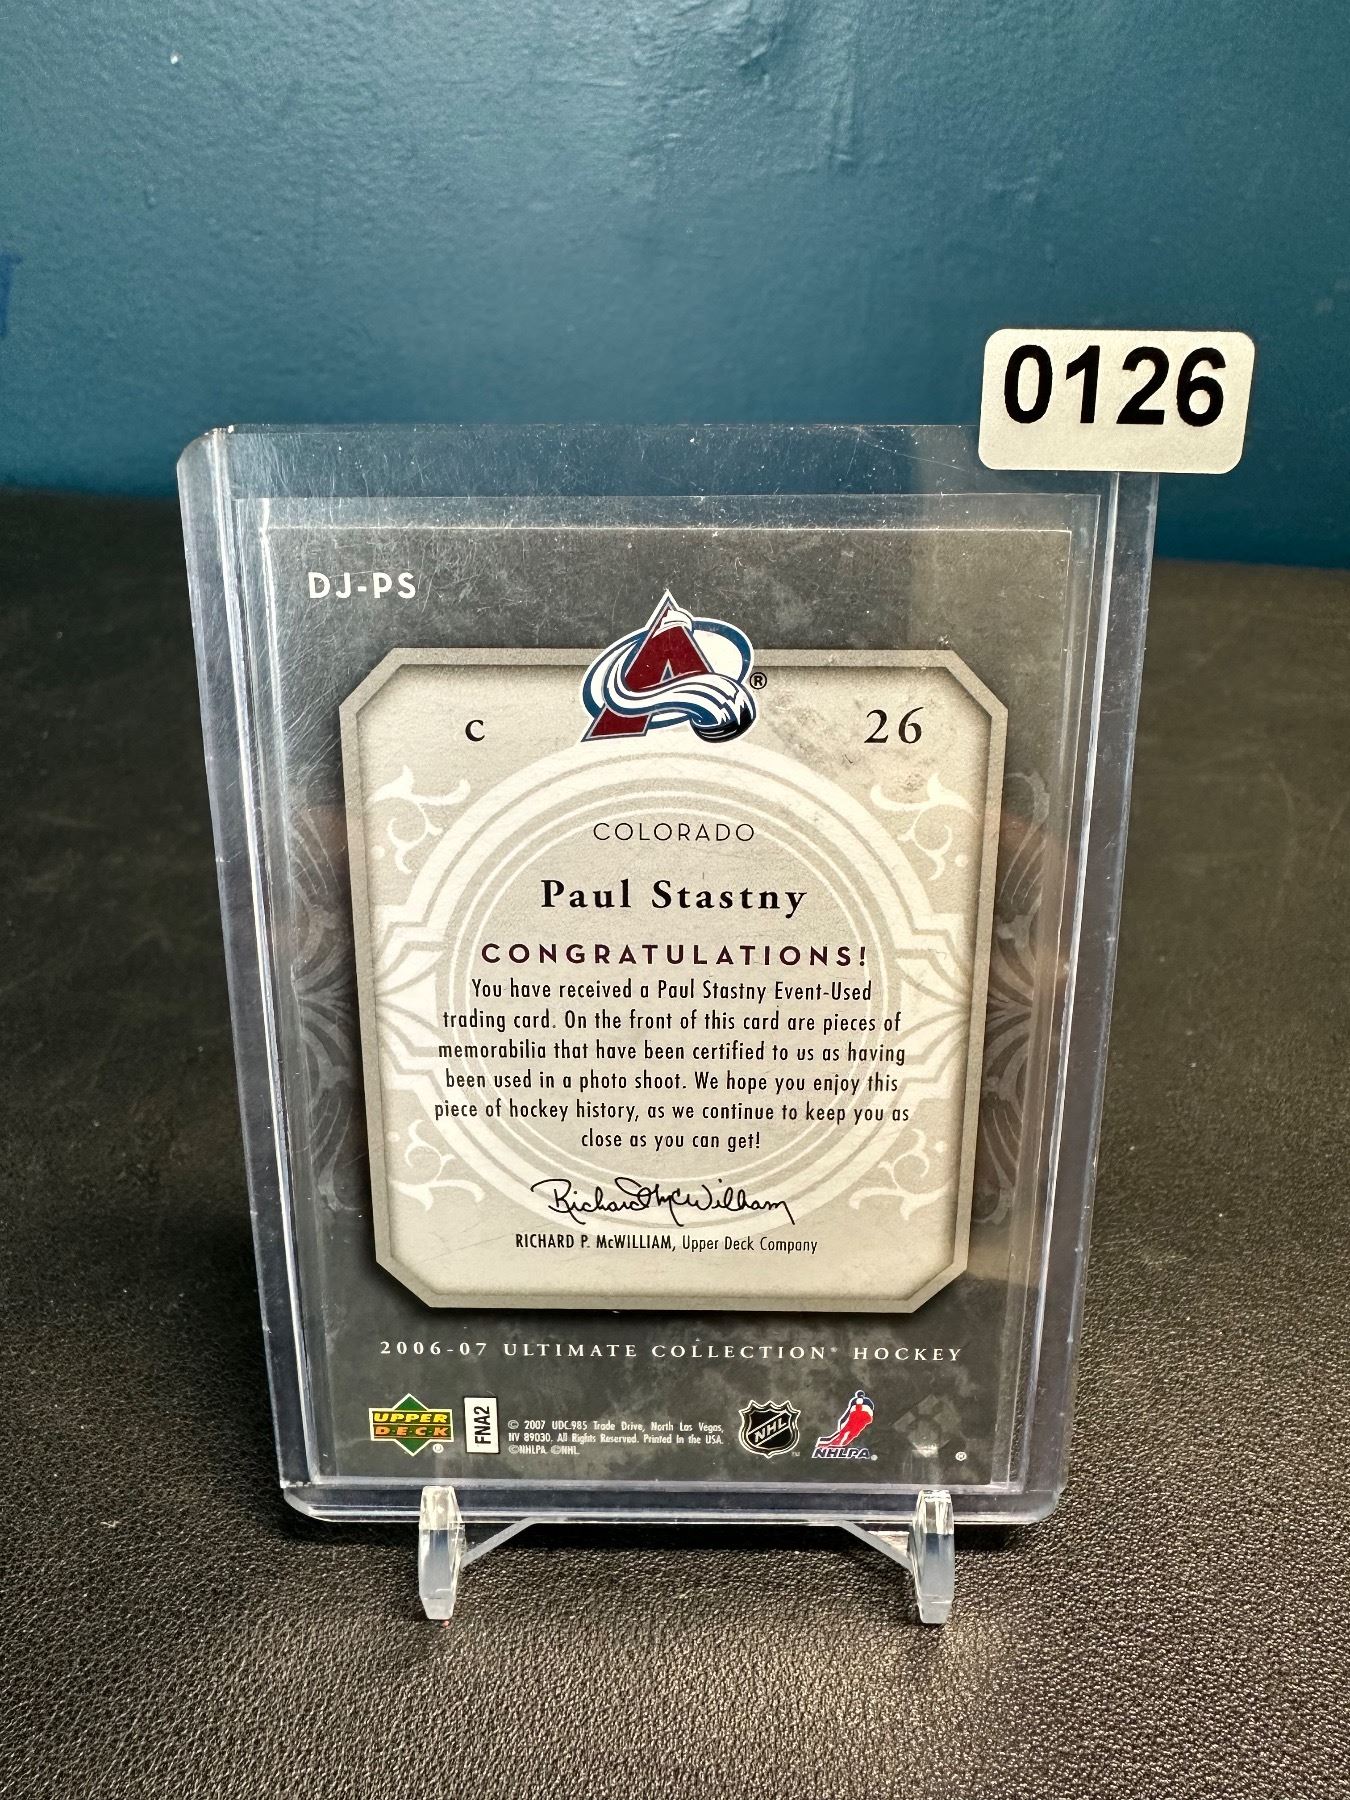 0126
DJ-PS
A ®
C 26
COLORADO
Paul Stastny
CONGRATULATIONS!
You have received a Paul Stastny Event-Used
trading card. On the front of this card are pieces of
memorabilia that have been certified to us as having
been used in a photo shoot. We hope you enjoy this
piece of hockey history, as we continue to keep you as
close as you can get!
Richard McWilliam
RICHARD P. McWILLIAM, Upper Deck Company
2006-07 ULTIMATE COLLECTION® HOCKEY
UPPER
D·E·C·K ®
FNA2
© 2007 UDC.985 Trade Drive, North Las Vegas,
NV 89030. All Rights Reserved. Printed in the USA.
©NHLPA ©NHL
NHL ™
NHLPA®
®